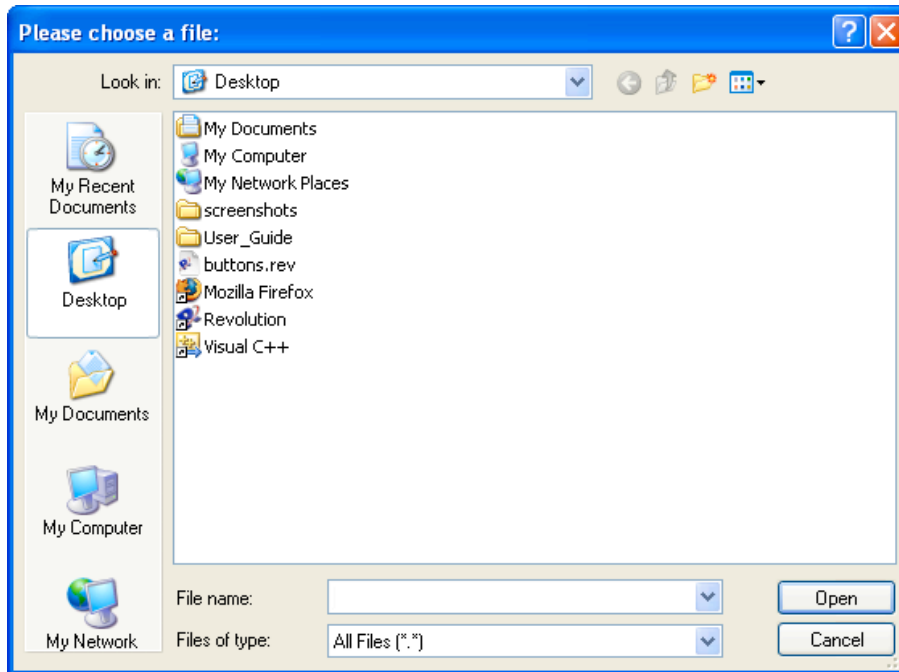 Please choose a file:
Look in: Desktop
My Recent
Documents
Desktop
My Documents
My Computer
My Network
My Documents
My Computer
My Network Places
screenshots
User_Guide
buttons.rev
Mozilla Firefox
Revolution
Visual C++
File name:
Open
Files of type: All Files (*.*)
Cancel